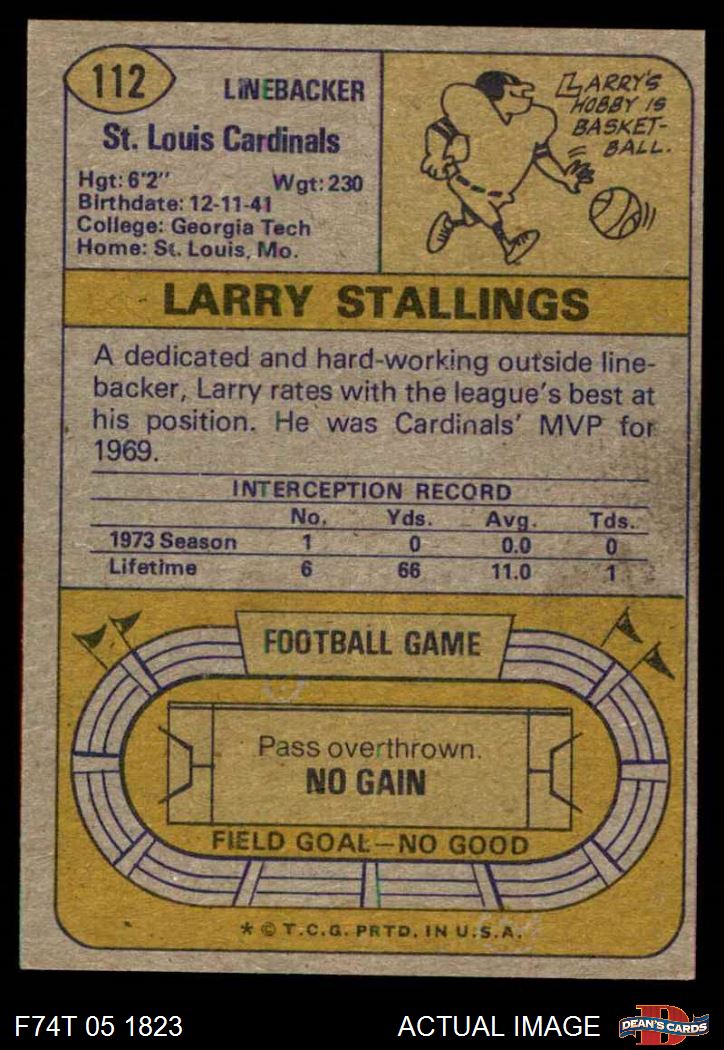 112
LINEBACKER
St. Louis Cardinals
Hgt: 6'2" Wgt: 230
Birthdate: 12-11-41
College: Georgia Tech
Home: St. Louis, Mo.
LARRY'S
HOBBY IS
BASKET-
BALL.
LARRY STALLINGS
A dedicated and hard-working outside line-
backer, Larry rates with the league's best at
his position. He was Cardinals' MVP for
1969.
INTERCEPTION RECORD
No. Yds. Avg. Tds.
1973 Season 1 0 0.0 0
Lifetime 6 66 11.0 1
FOOTBALL GAME
Pass overthrown.
NO GAIN
FIELD GOAL—NO GOOD
* © T.C.G. PRTD. IN U.S.A.
F74T 05 1823 ACTUAL IMAGE
D
DEAN'S CARDS